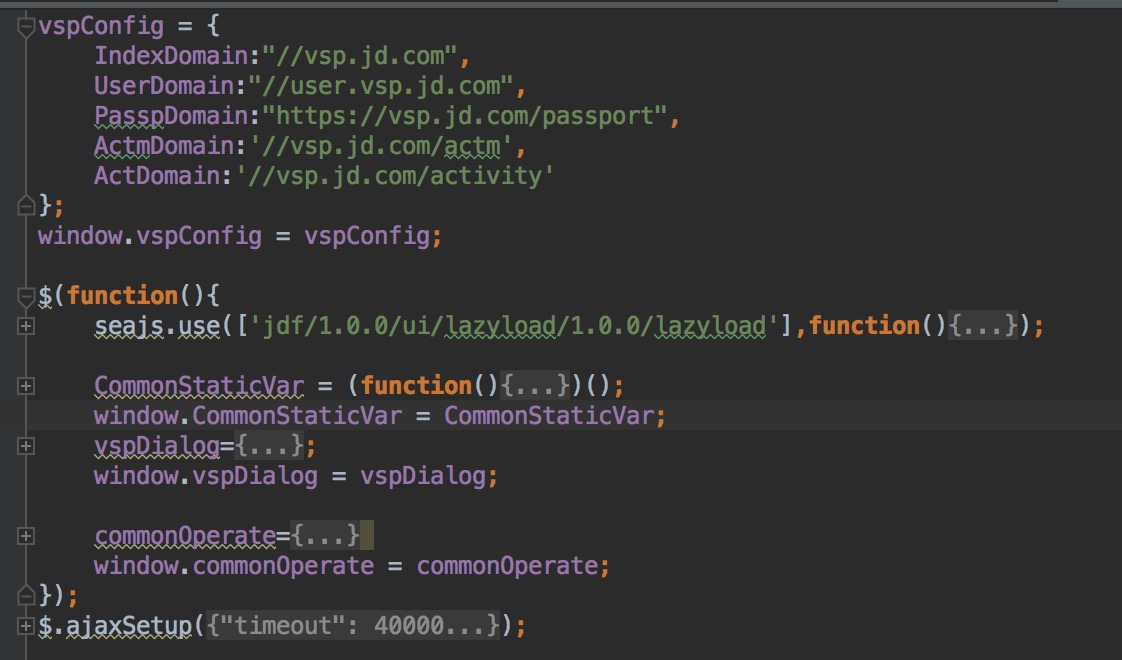 vspConfig = {
IndexDomain:"//vsp.jd.com",
UserDomain:"//user.vsp.jd.com",
PasspDomain:"https://vsp.jd.com/passport",
ActmDomain:'//vsp.jd.com/actm',
ActDomain:'//vsp.jd.com/activity'
};
window.vspConfig = vspConfig;
$(function(){
seajs.use(['jdf/1.0.0/ui/lazyload/1.0.0/lazyload'],function(){...});
CommonStaticVar = (function(){...})();
window.CommonStaticVar = CommonStaticVar;
vspDialog={...};
window.vspDialog = vspDialog;
commonOperate={...}
window.commonOperate = commonOperate;
});
$.ajaxSetup({"timeout": 40000...});